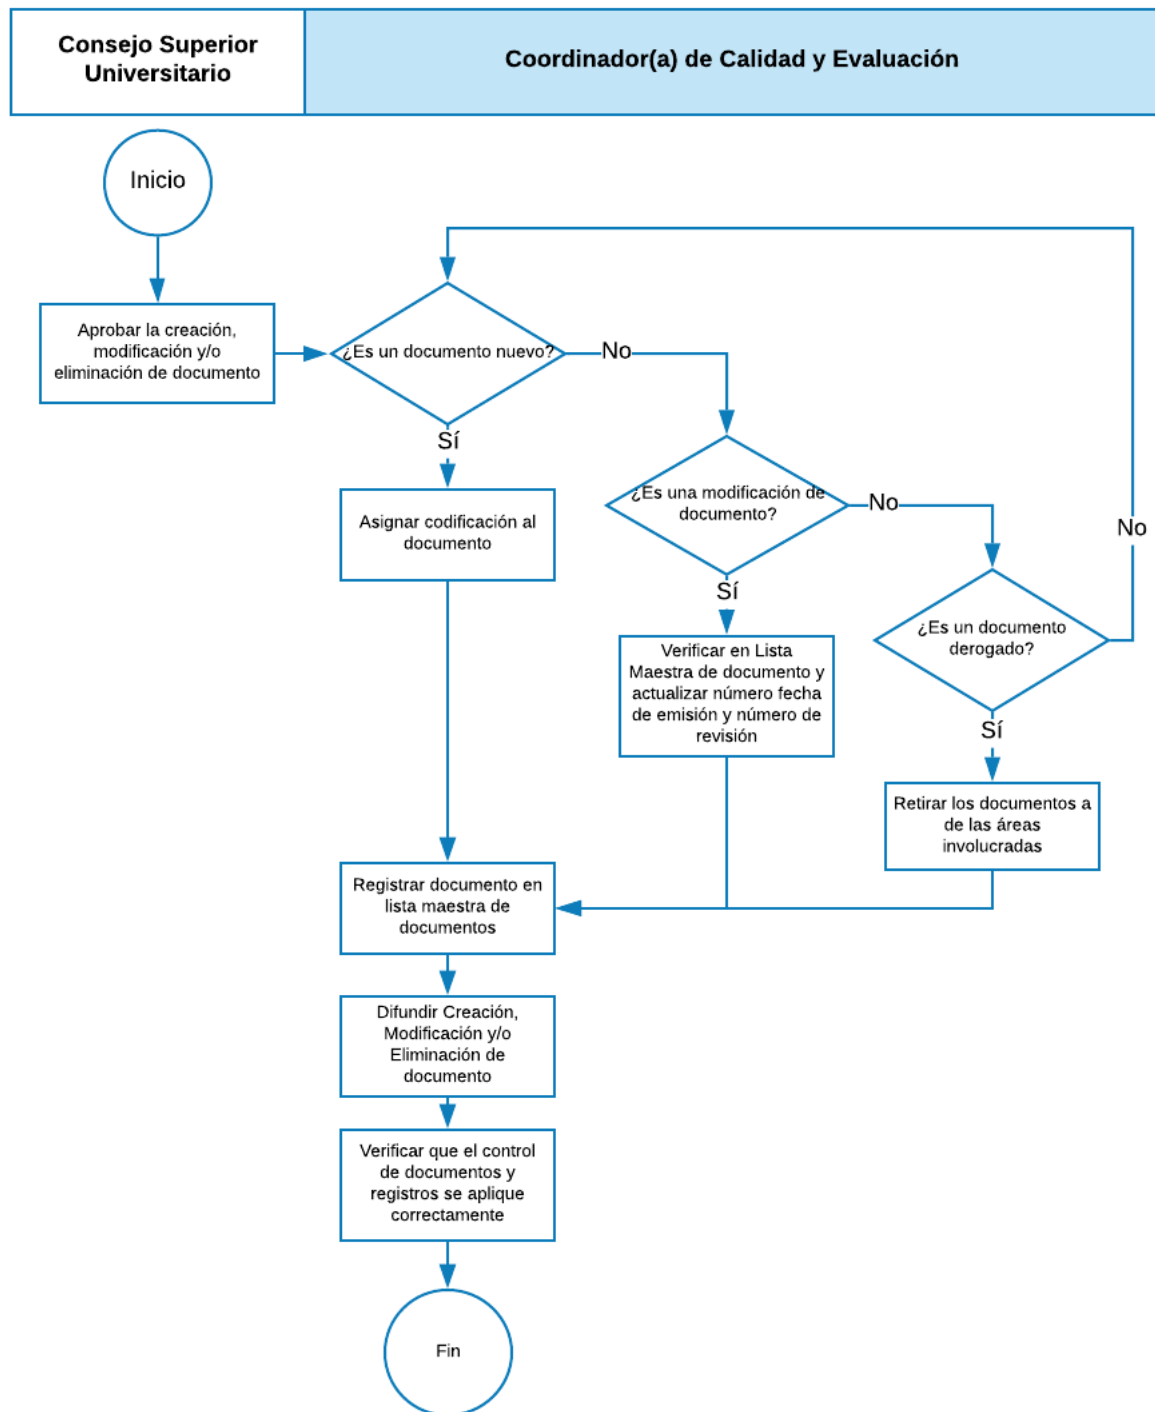 Consejo Superior
Universitario
Coordinador(a) de Calidad y Evaluación
Inicio
Aprobar la creación,
modificación y/o
eliminación de documento
¿Es un documento nuevo?
No
Sí
¿Es una modificación de
documento?
No
Asignar codificación al
documento
No
Sí
¿Es un documento
derogado?
Verificar en Lista
Maestra de documento y
actualizar número fecha
de emisión y número de
revisión
Sí
Retirar los documentos a
de las áreas
involucradas
Registrar documento en
lista maestra de
documentos
Difundir Creación,
Modificación y/o
Eliminación de
documento
Verificar que el control
de documentos y
registros se aplique
correctamente
Fin